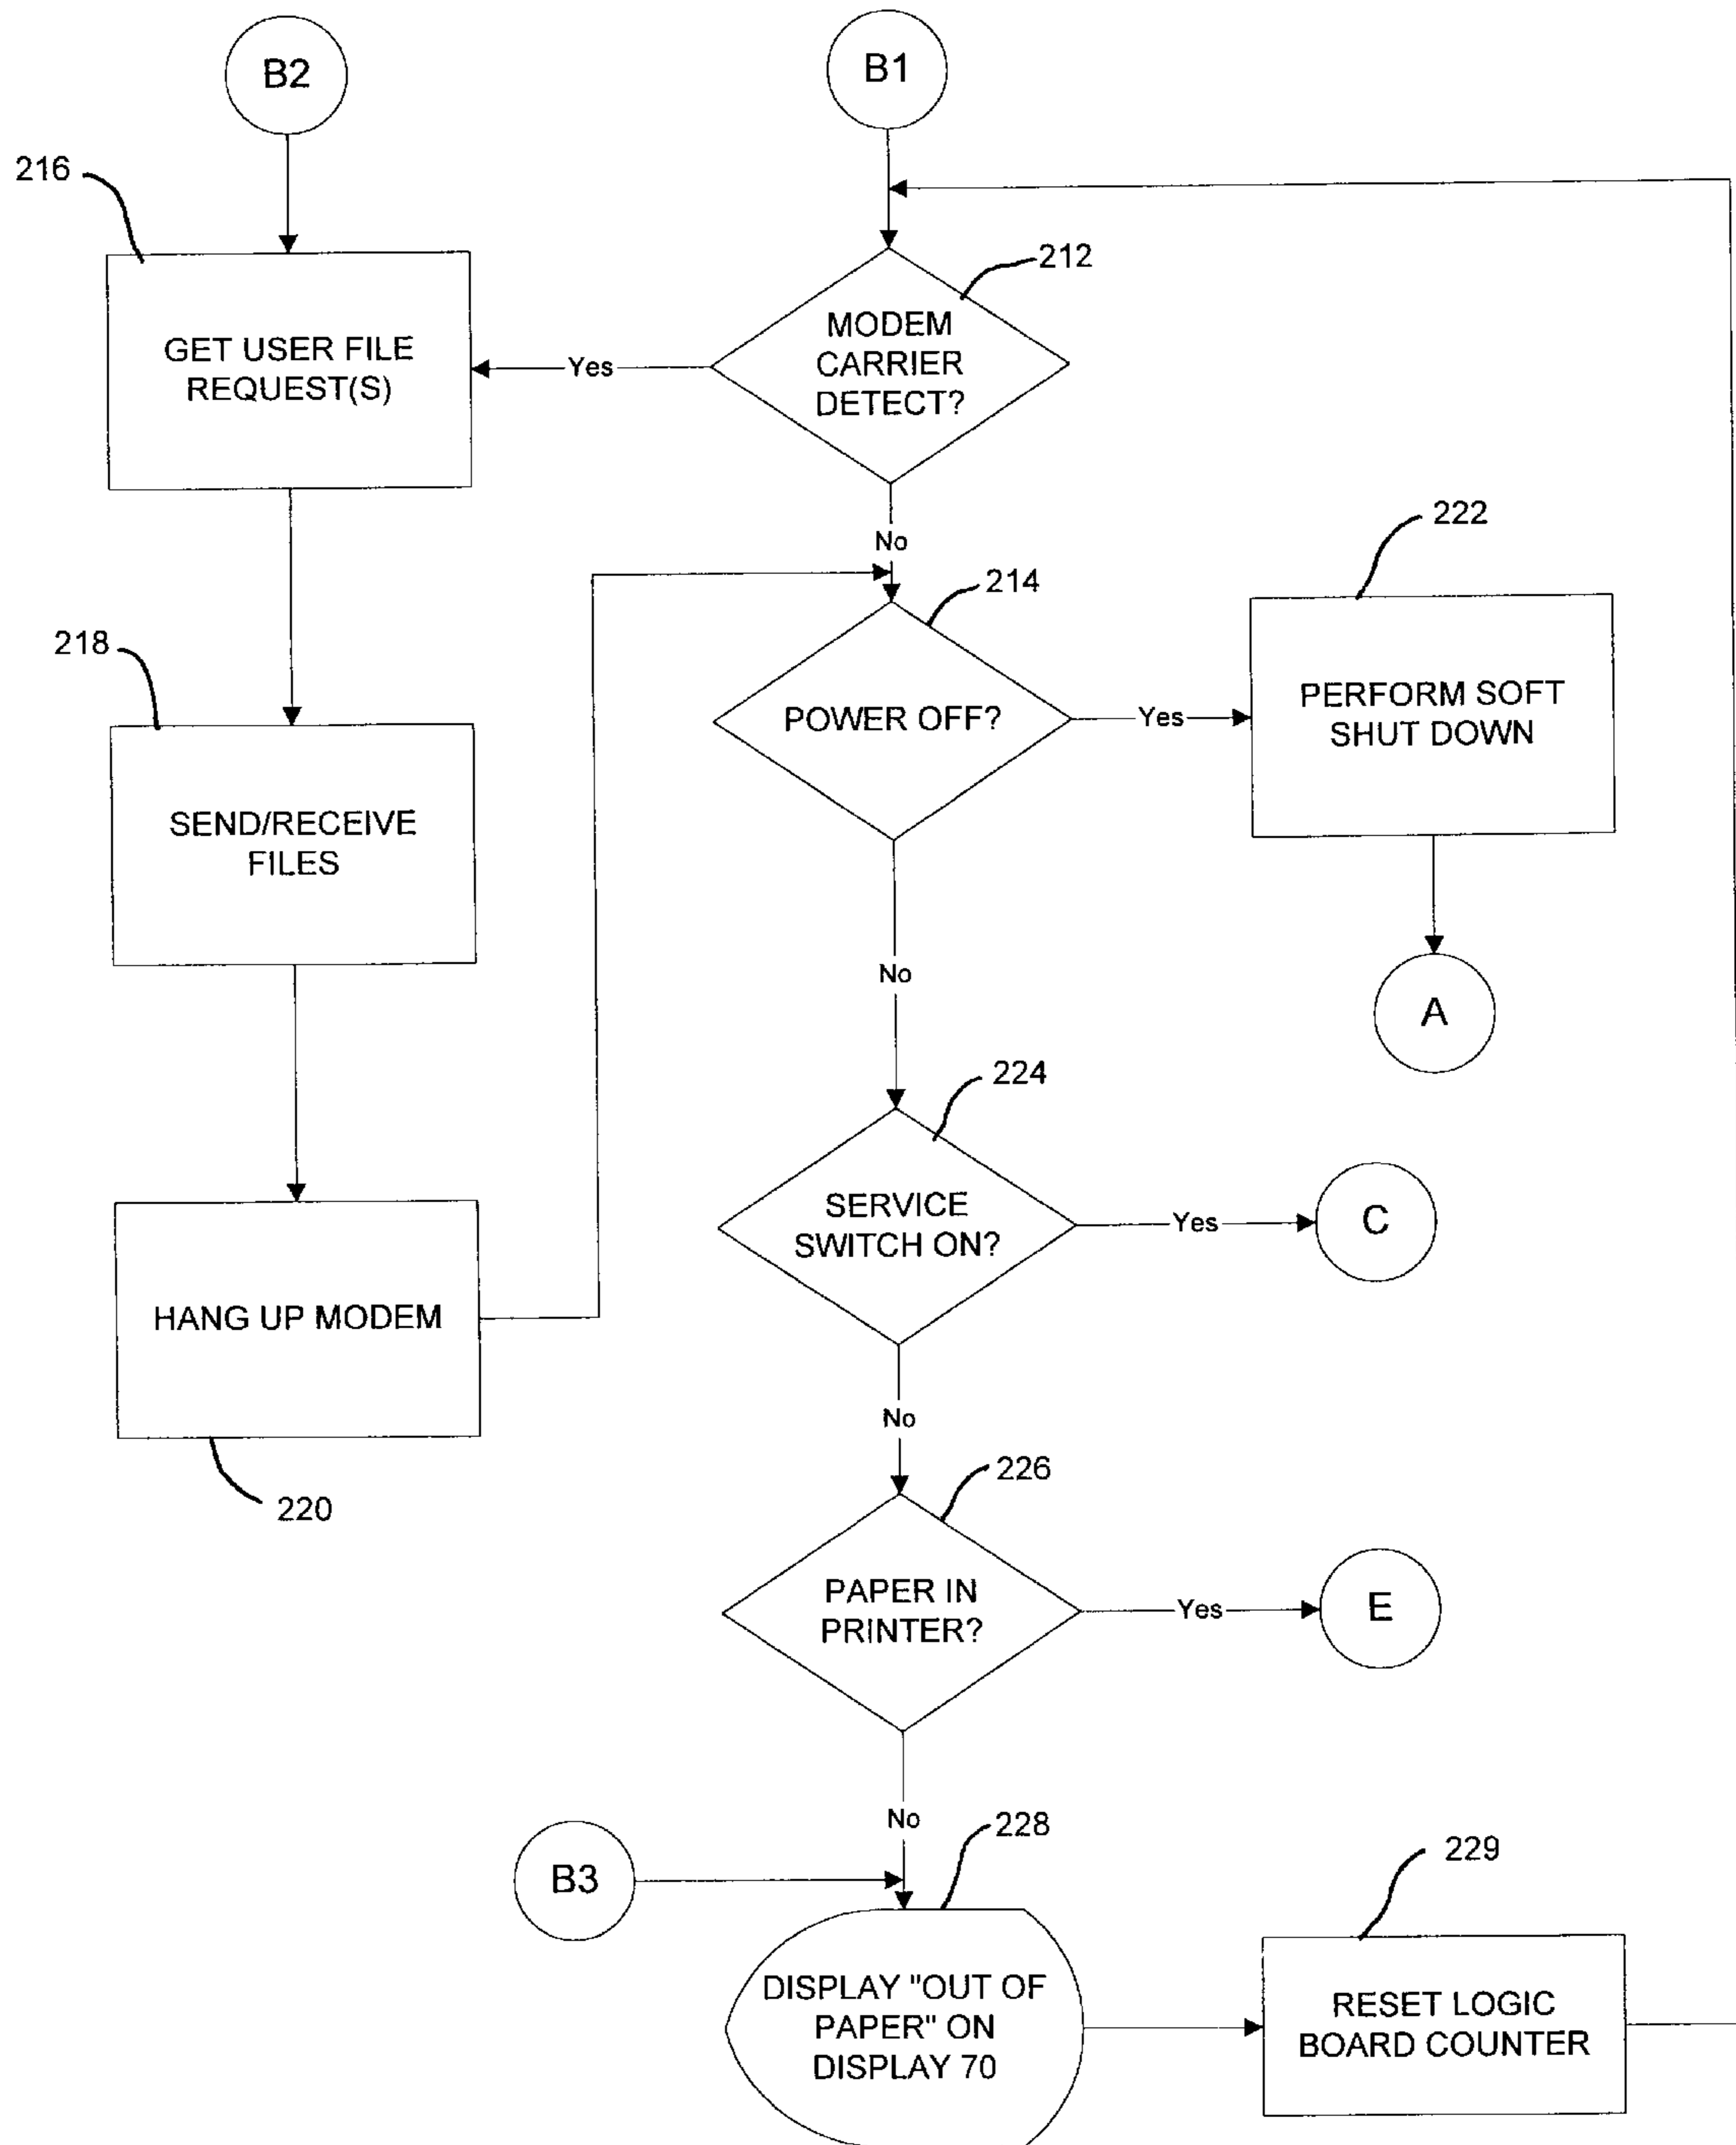 B2
B1
216
212
MODEM
CARRIER
DETECT?
GET USER FILE
REQUEST(S)
Yes
No
222
214
218
POWER OFF?
Yes
PERFORM SOFT
SHUT DOWN
SEND/RECEIVE
FILES
No
A
224
SERVICE
SWITCH ON?
Yes
C
HANG UP MODEM
No
226
220
PAPER IN
PRINTER?
Yes
E
No
228
229
B3
DISPLAY "OUT OF
PAPER" ON
DISPLAY 70
RESET LOGIC
BOARD COUNTER